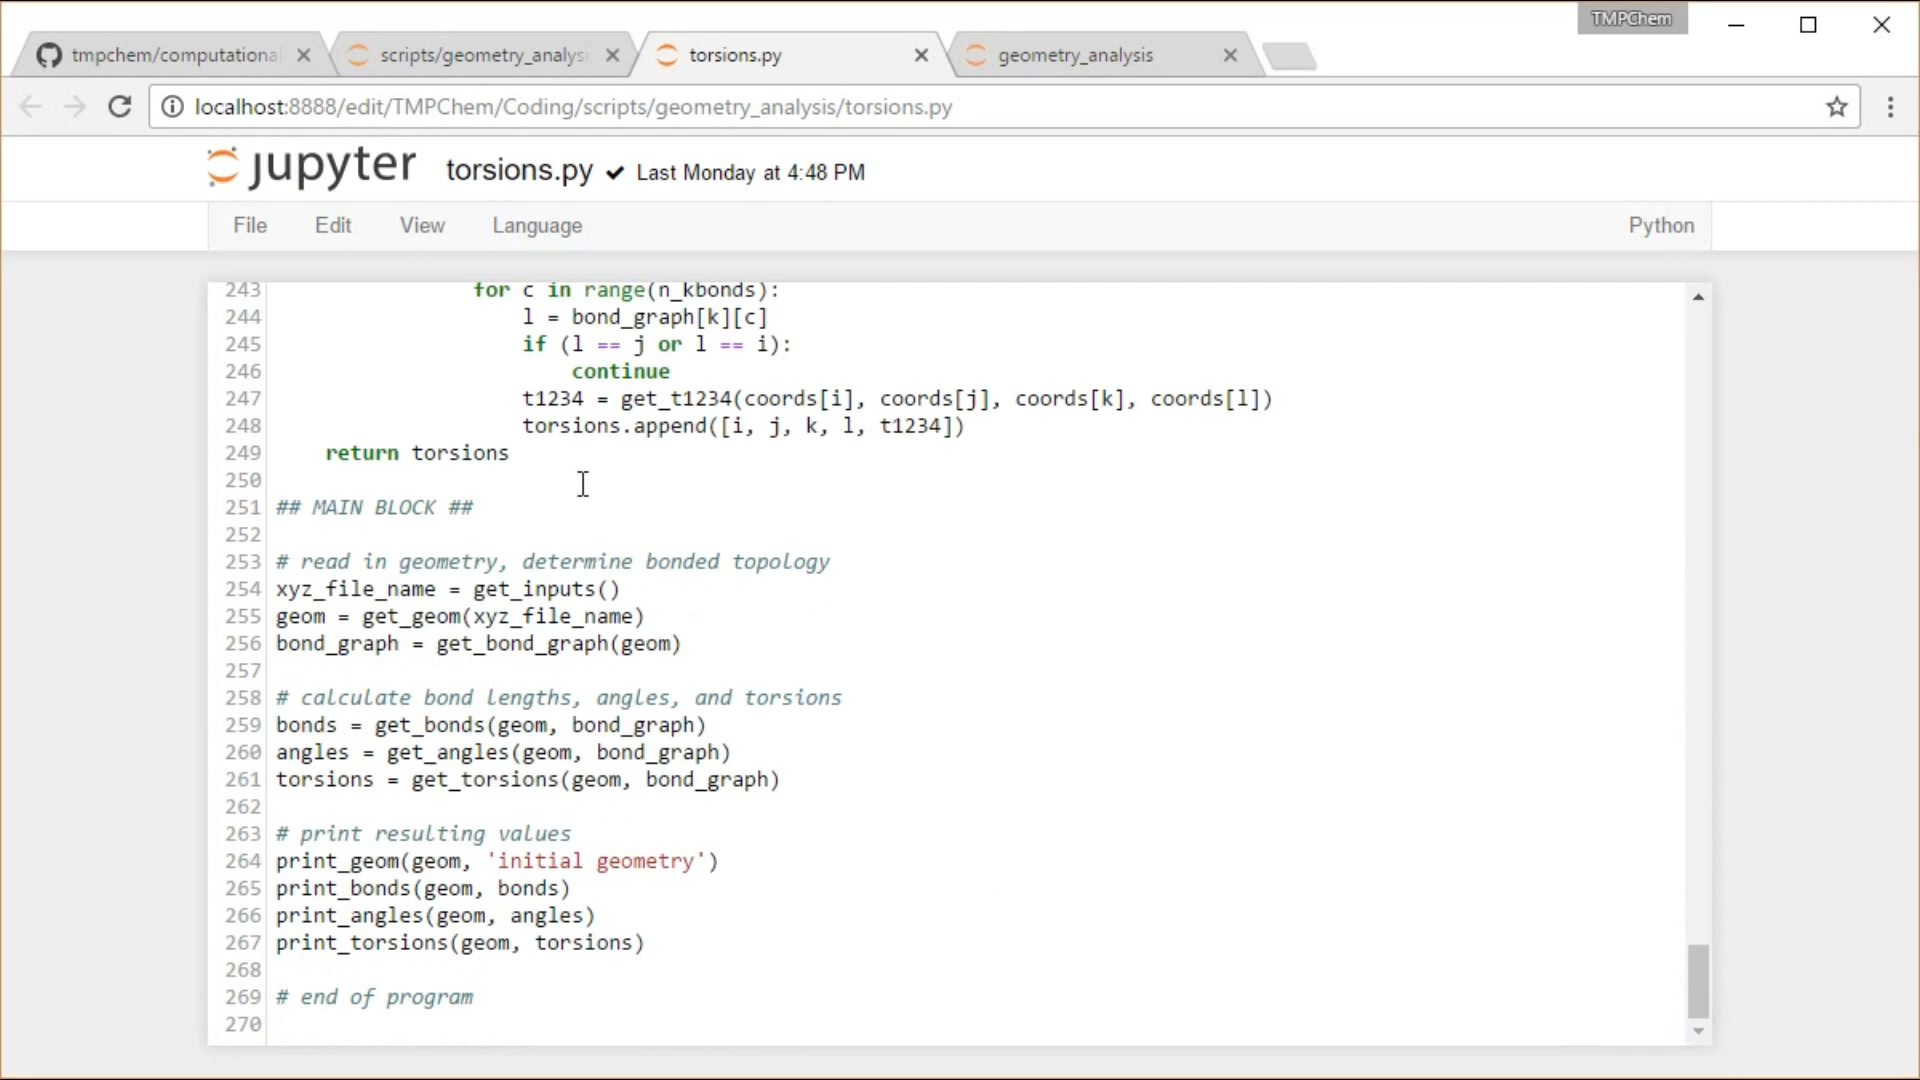 TMPChem
tmpchem/computational
scripts/geometry_analys
torsions.py
geometry_analysis
localhost:8888/edit/TMPChem/Coding/scripts/geometry_analysis/torsions.py
jupyter torsions.py ✔ Last Monday at 4:48 PM
File Edit View Language Python
243 for c in range(n_kbonds):
244 l = bond_graph[k][c]
245 if (l == j or l == i):
246 continue
247 t1234 = get_t1234(coords[i], coords[j], coords[k], coords[l])
248 torsions.append([i, j, k, l, t1234])
249 return torsions
250
251 ## MAIN BLOCK ##
252
253 # read in geometry, determine bonded topology
254 xyz_file_name = get_inputs()
255 geom = get_geom(xyz_file_name)
256 bond_graph = get_bond_graph(geom)
257
258 # calculate bond lengths, angles, and torsions
259 bonds = get_bonds(geom, bond_graph)
260 angles = get_angles(geom, bond_graph)
261 torsions = get_torsions(geom, bond_graph)
262
263 # print resulting values
264 print_geom(geom, 'initial geometry')
265 print_bonds(geom, bonds)
266 print_angles(geom, angles)
267 print_torsions(geom, torsions)
268
269 # end of program
270